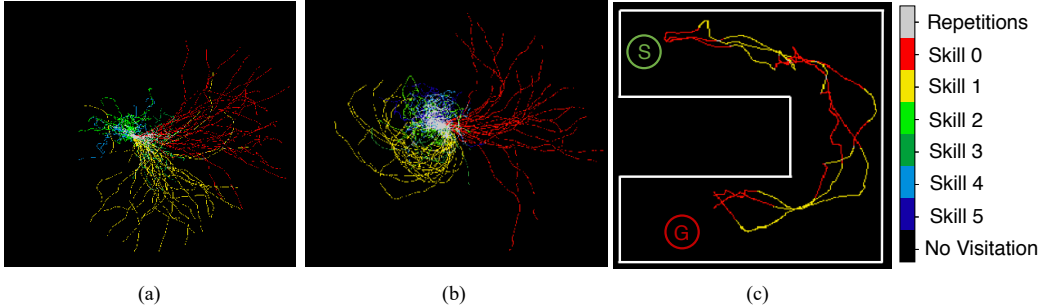 S
G
Repetitions
Skill 0
Skill 1
Skill 2
Skill 3
Skill 4
Skill 5
No Visitation
(a)
(b)
(c)